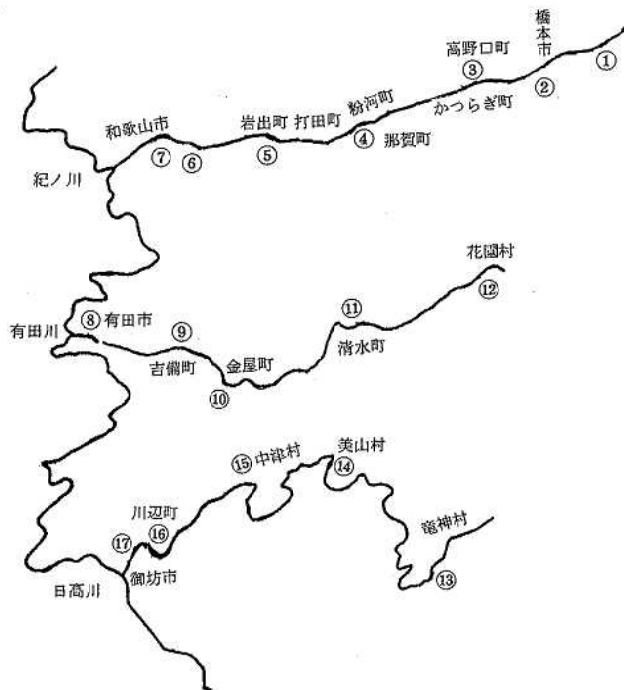 橋本市
①
②
高野口町
③
かつらぎ町
粉河町
④
那賀町
打田町
岩出町
⑤
⑥
和歌山市
⑦
紀ノ川
花園村
⑫
⑪
清水町
金屋町
⑩
⑨
吉備町
⑧
有田市
有田川
竜神村
⑬
美山村
⑭
⑮
中津村
川辺町
⑯
⑰
御坊市
日高川